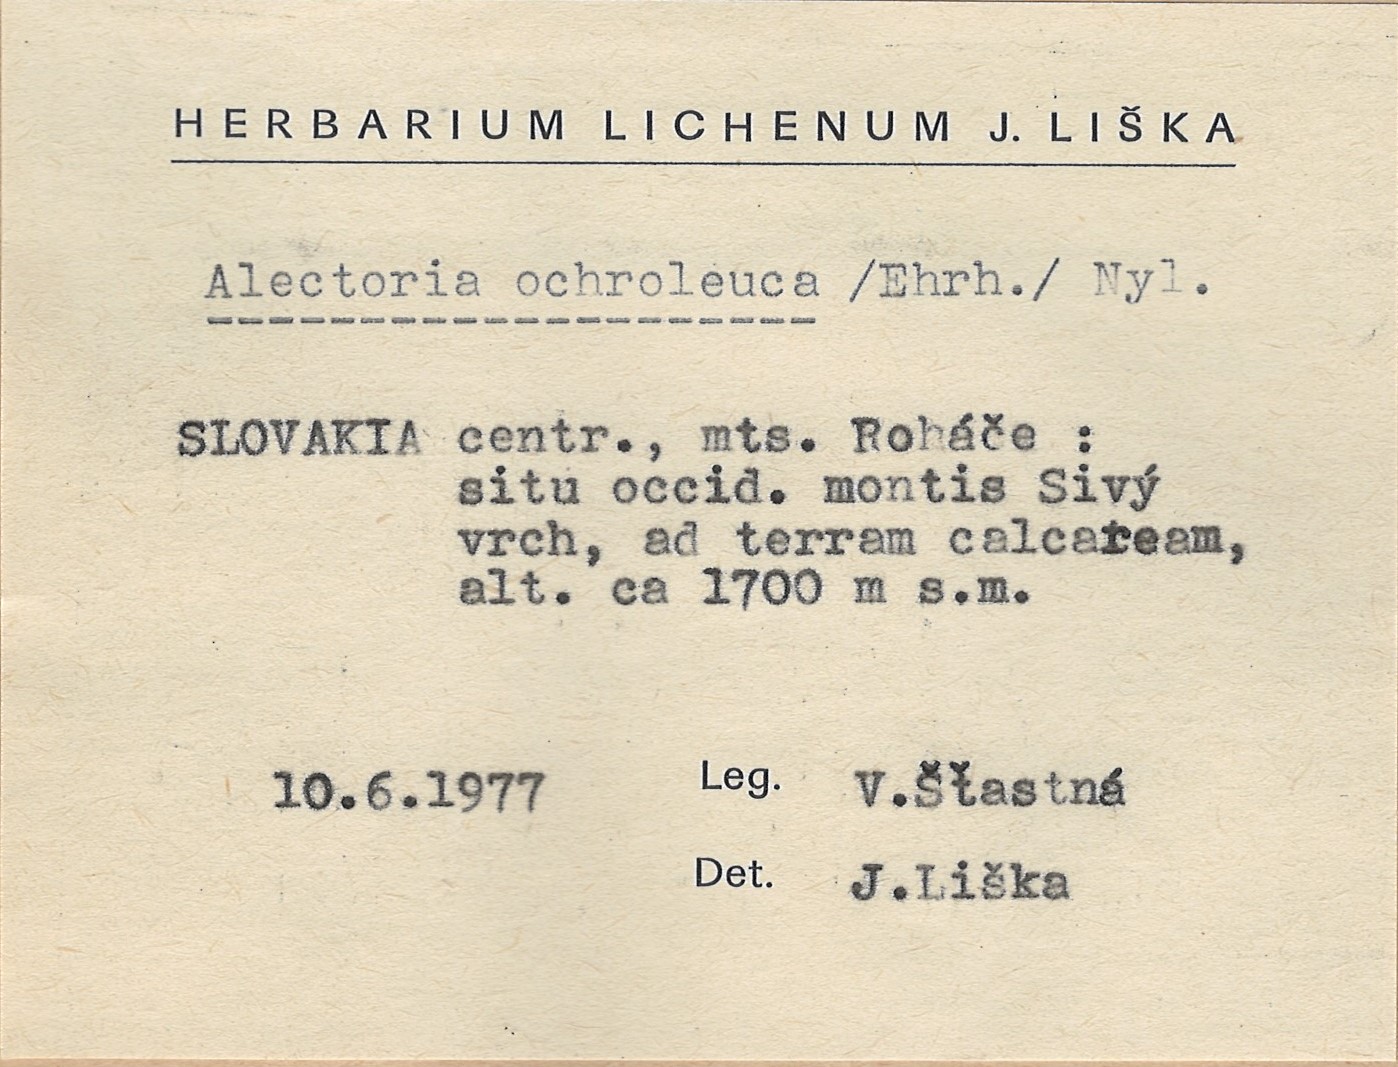 HERBARIUM LICHENUM J. LIŠKA
Alectoria ochroleuca /Ehrh./ Nyl.
SLOVAKIA centr., mts. Roháče :
situ occid. montis Sivý
vrch, ad terram calcaream,
alt. ca 1700 m s.m.
10.6.1977 Leg. V.Šťastná
Det. J.Liška